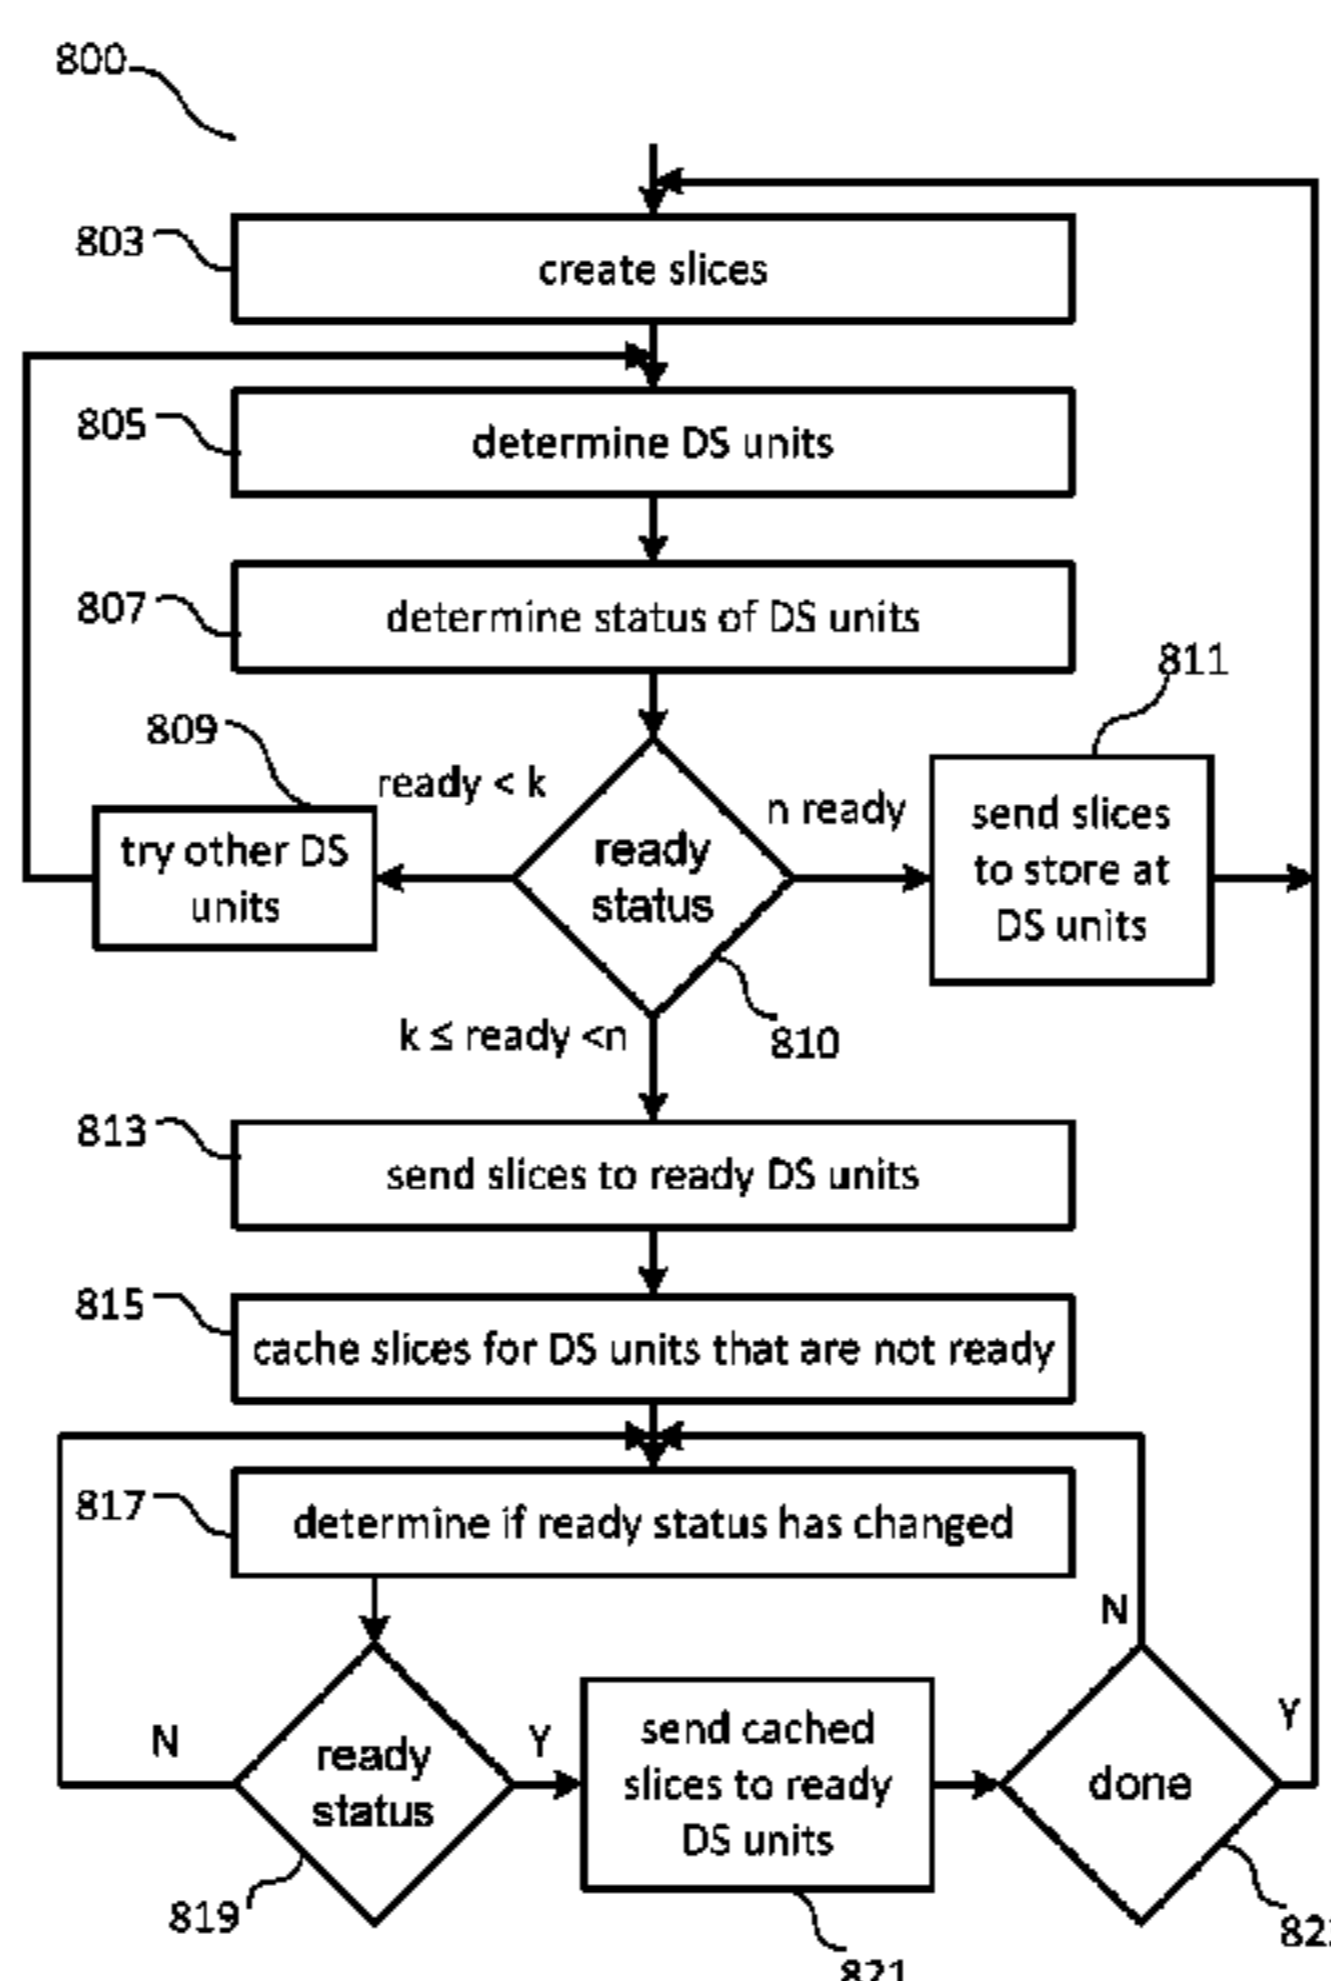 800
803
create slices
805
determine DS units
807
determine status of DS units
811
809
ready < k
n ready
try other DS
units
ready
status
send slices
to store at
DS units
k ≤ ready <n
810
813
send slices to ready DS units
815
cache slices for DS units that are not ready
817
determine if ready status has changed
N
N
ready
status
Y
send cached
slices to ready
DS units
done
Y
819
821